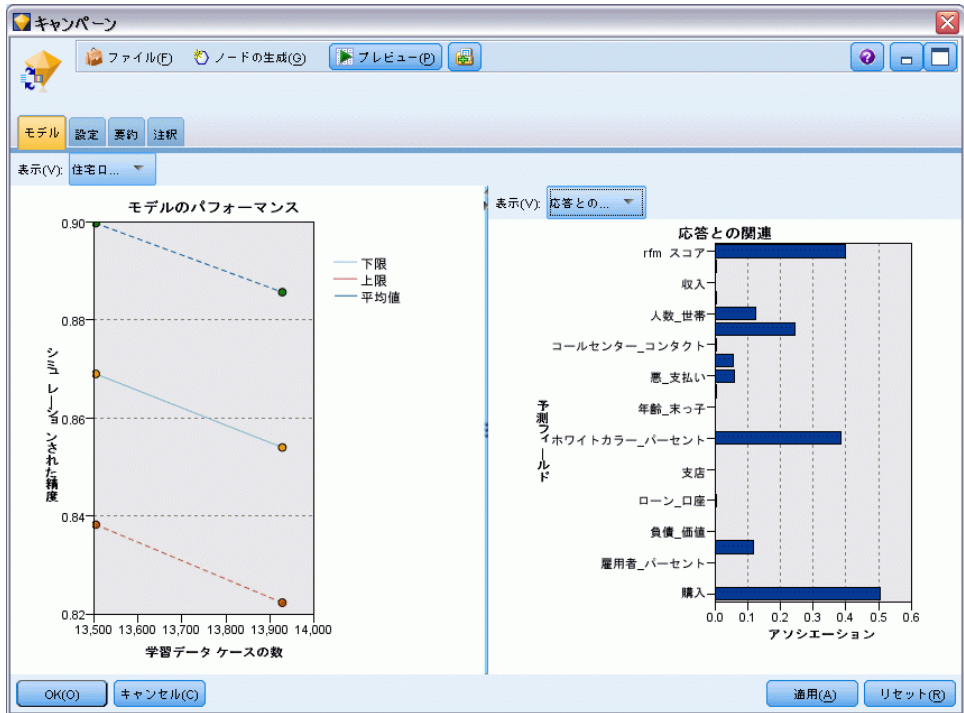 キャンペーン
ファイル(F)
ノードの生成(G)
プレビュー(P)
モデル
設定
要約
注釈
表示(V): 住宅ロ...
モデルのパフォーマンス
シミュレーションされた精度
0.90
0.88
0.86
0.84
0.82
13,500 13,600 13,700 13,800 13,900 14,000
学習データ ケースの数
下限
上限
平均値
表示(V): 応答との...
応答との関連
予測フィールド
rfm スコア
収入
人数_世帯
コールセンター_コンタクト
悪_支払い
年齢_末っ子
ホワイトカラー_パーセント
支店
ローン_口座
負債_価値
雇用者_パーセント
購入
0.0 0.1 0.2 0.3 0.4 0.5 0.6
アソシエーション
OK(O)
キャンセル(C)
適用(A)
リセット(R)